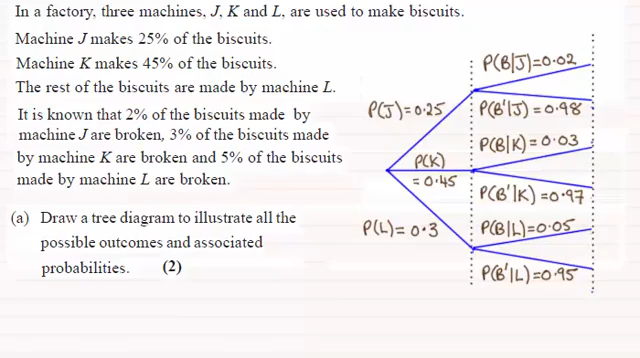 In a factory, three machines, J, K and L, are used to make biscuits.
Machine J makes 25% of the biscuits.
Machine K makes 45% of the biscuits.
The rest of the biscuits are made by machine L.
It is known that 2% of the biscuits made by
machine J are broken, 3% of the biscuits made
by machine K are broken and 5% of the biscuits
made by machine L are broken.
(a) Draw a tree diagram to illustrate all the
possible outcomes and associated
probabilities. (2)
P(J)=0.25
P(K)
=0.45
P(L)=0.3
P(B|J)=0.02
P(B'|J)=0.98
P(B|K)=0.03
P(B'|K)=0.97
P(B|L)=0.05
P(B'|L)=0.95